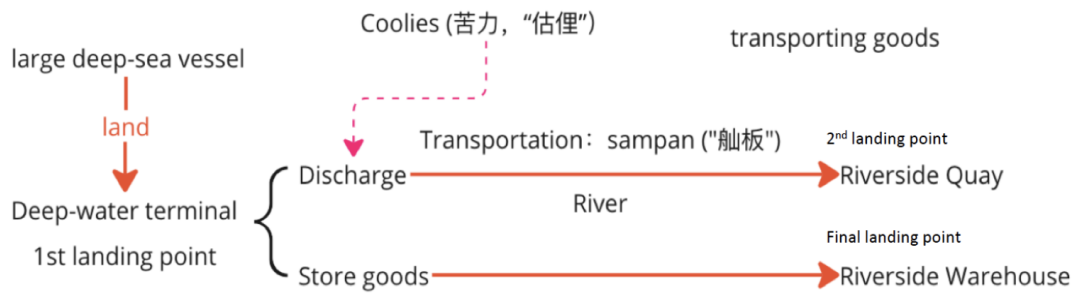 Coolies (苦力，“估俚”)
transporting goods
large deep-sea vessel
land
Transportation：sampan ("舢板")
2nd landing point
Discharge
Riverside Quay
River
Deep-water terminal
1st landing point
Final landing point
Store goods
Riverside Warehouse